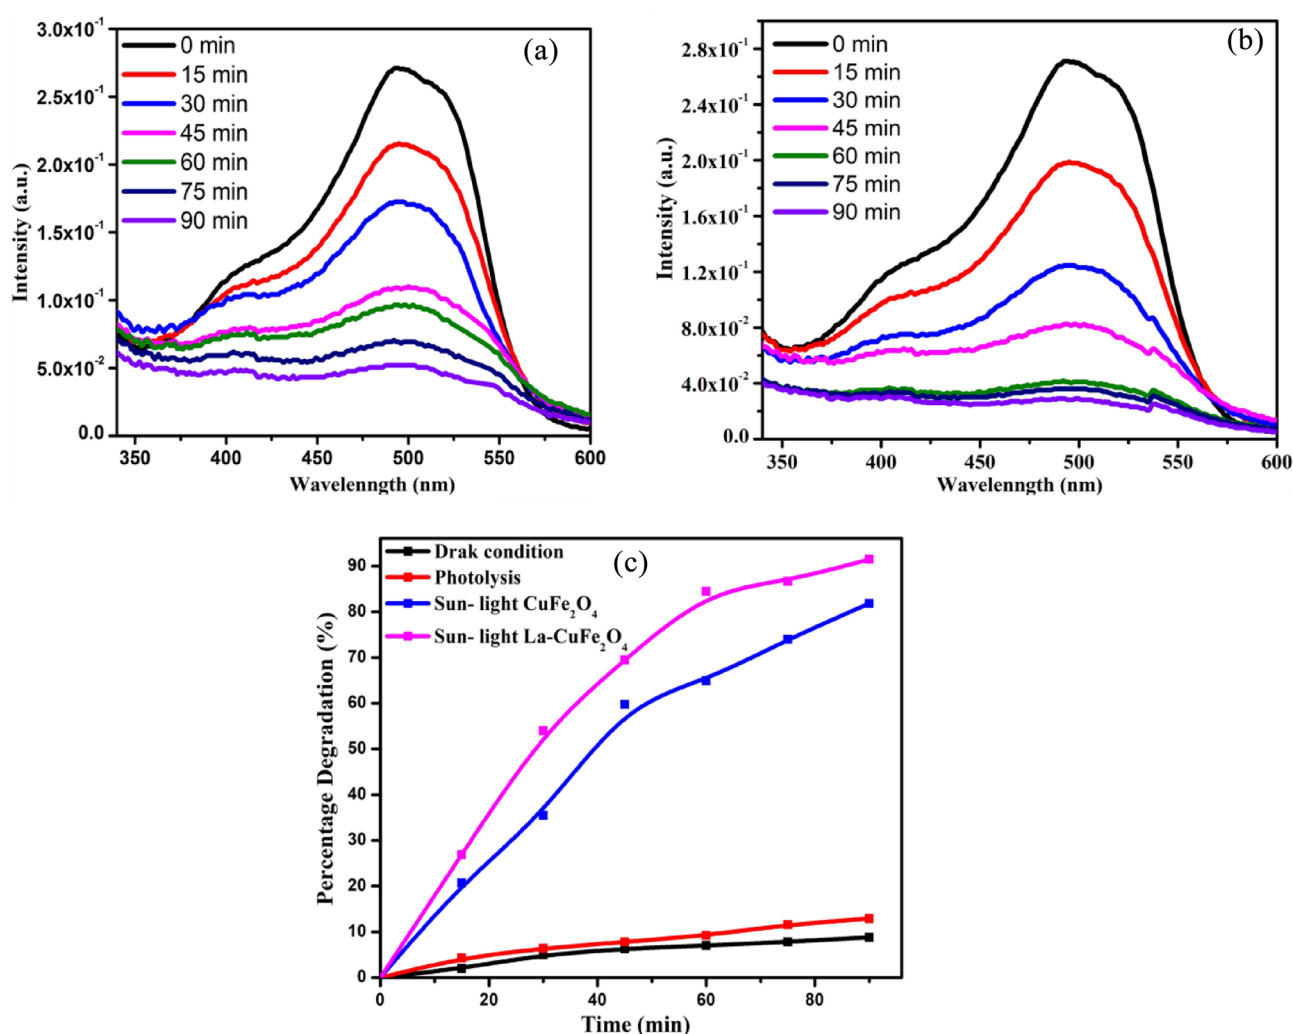 (a)
0 min
15 min
30 min
45 min
60 min
75 min
90 min
3.0x10⁻¹
2.5x10⁻¹
2.0x10⁻¹
1.5x10⁻¹
1.0x10⁻¹
5.0x10⁻²
0.0
Intensity (a.u.)
350 400 450 500 550 600
Wavelenngth (nm)
(b)
0 min
15 min
30 min
45 min
60 min
75 min
90 min
2.8x10⁻¹
2.4x10⁻¹
2.0x10⁻¹
1.6x10⁻¹
1.2x10⁻¹
8.0x10⁻²
4.0x10⁻²
0.0
Intensity (a.u.)
350 400 450 500 550 600
Wavelenngth (nm)
(c)
Drak condition
Photolysis
Sun- light CuFe₂O₄
Sun- light La-CuFe₂O₄
90
80
70
60
50
40
30
20
10
0
Percentage Degradation (%)
0 20 40 60 80
Time (min)